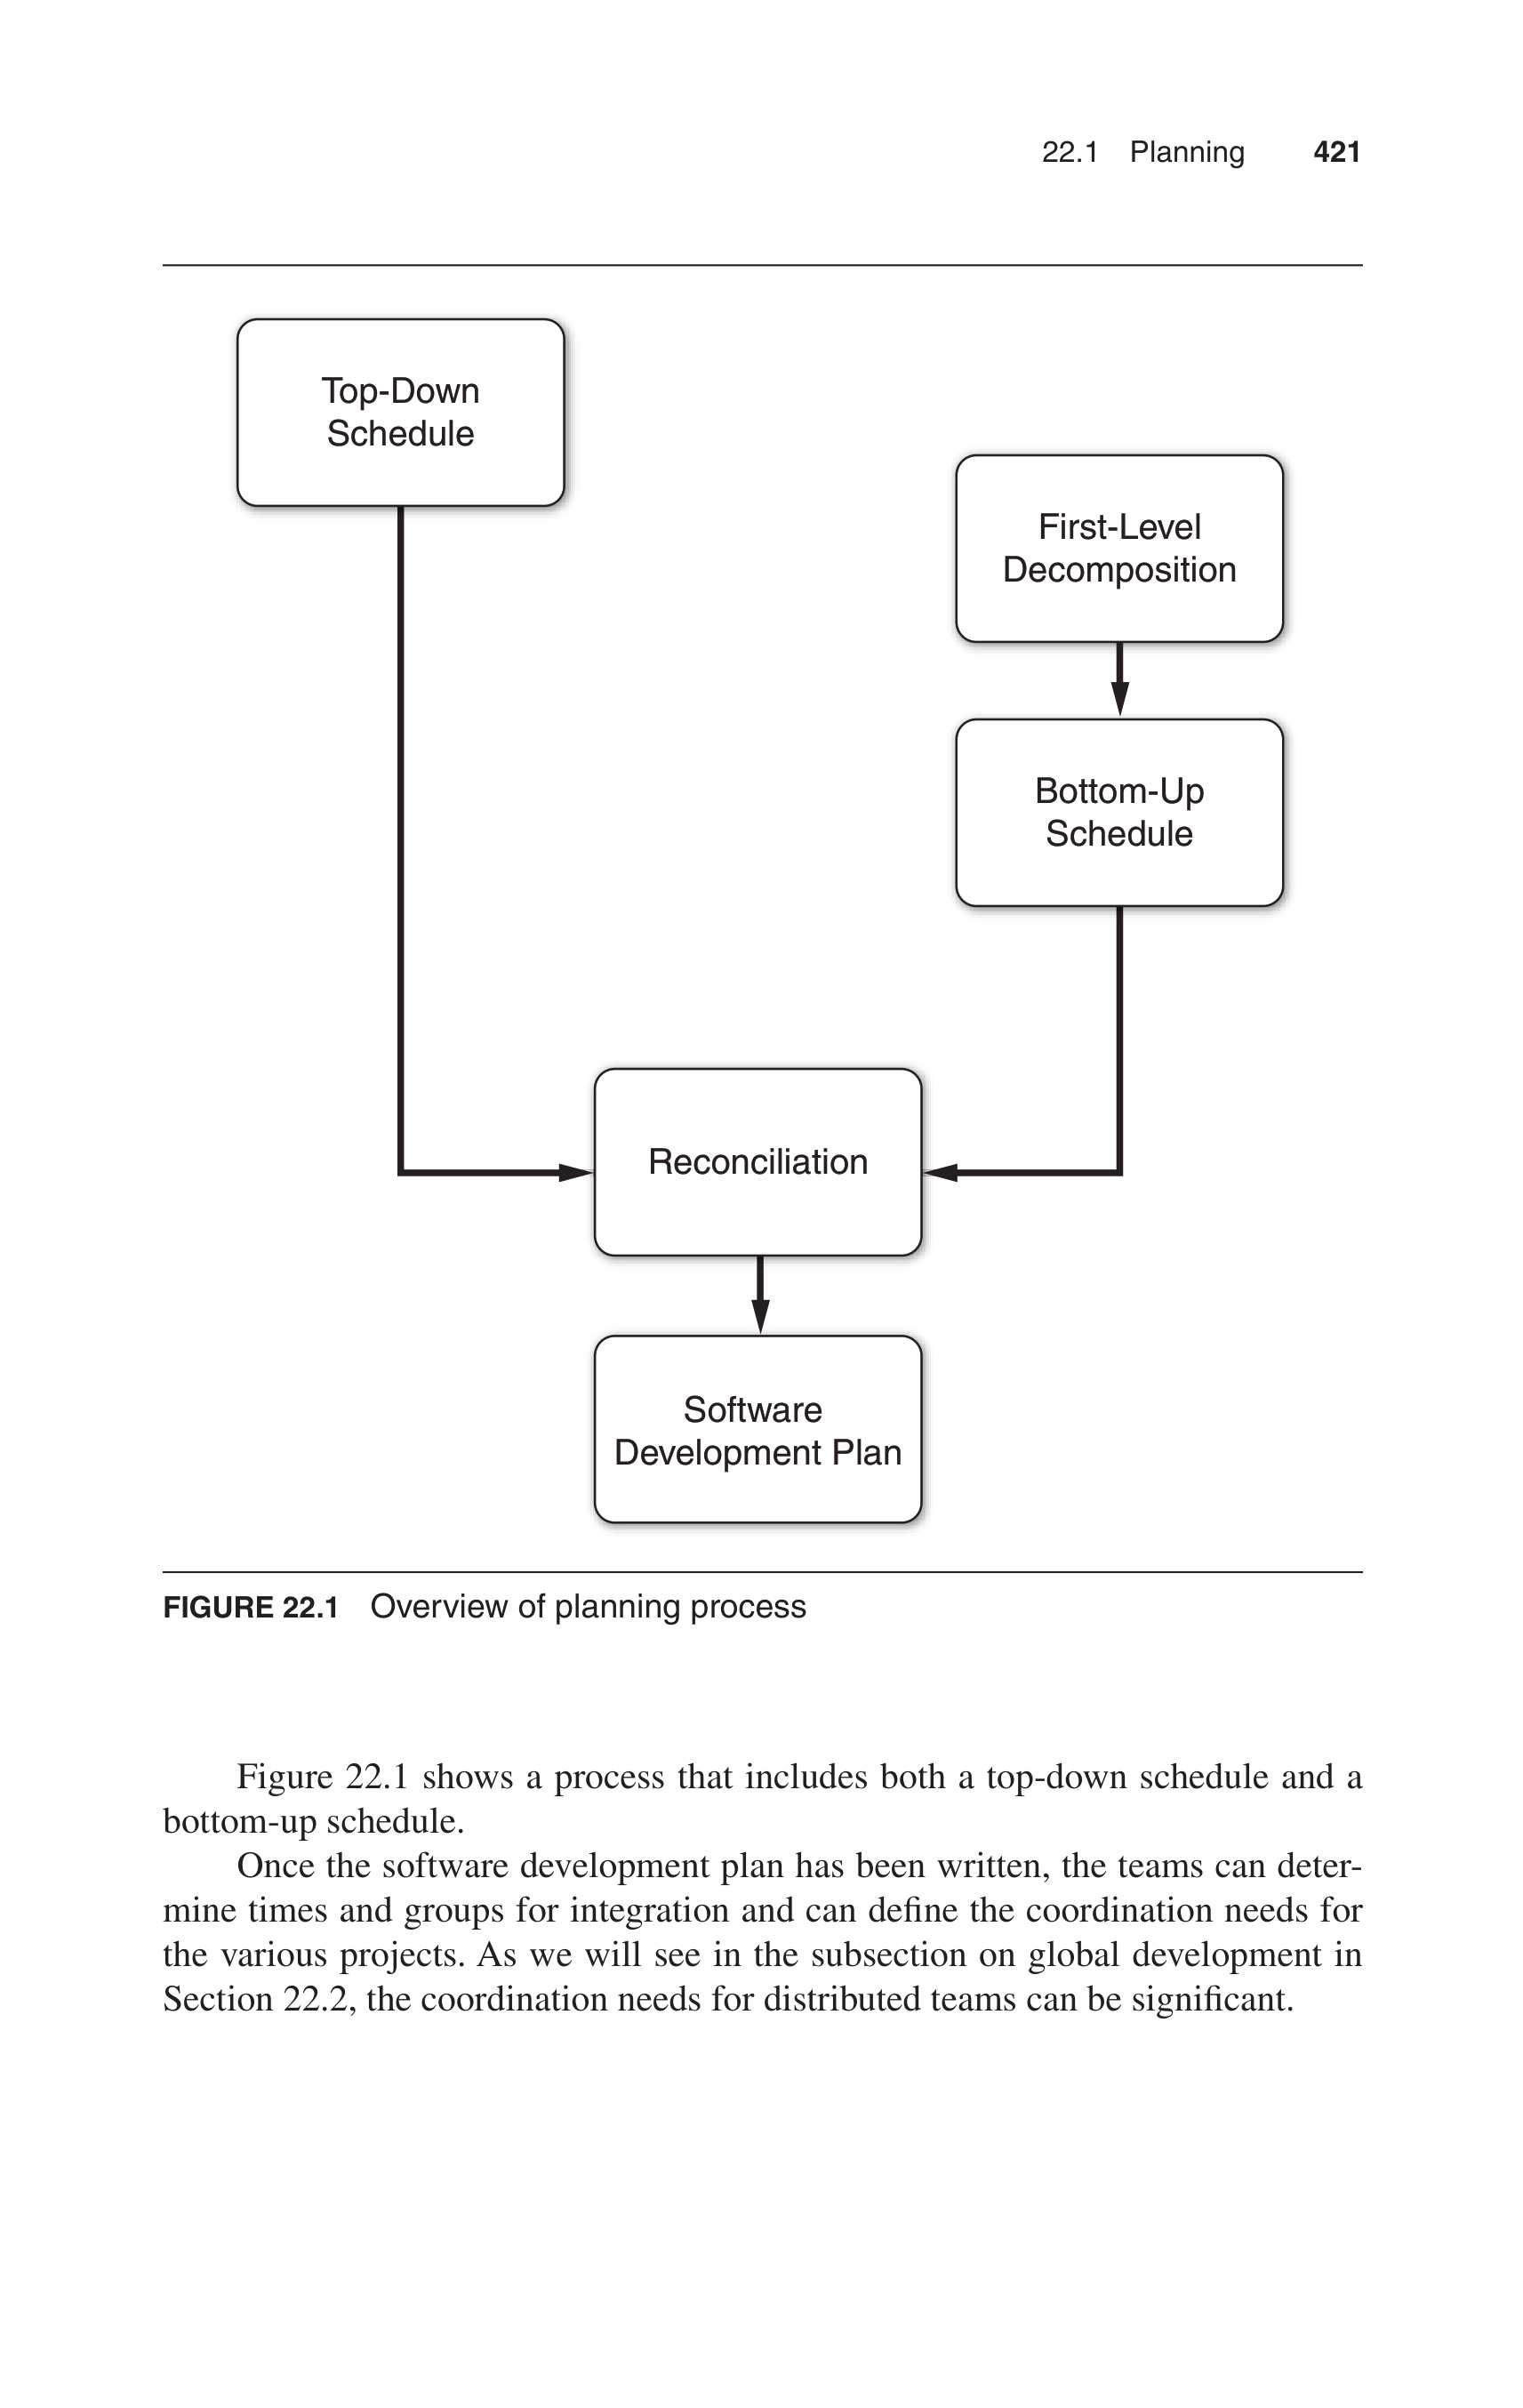 22.1 Planning 421
Top-Down
Schedule
First-Level
Decomposition
Bottom-Up
Schedule
Reconciliation
Software
Development Plan
FIGURE 22.1 Overview of planning process
Figure 22.1 shows a process that includes both a top-down schedule and a
bottom-up schedule.
Once the software development plan has been written, the teams can deter-
mine times and groups for integration and can define the coordination needs for
the various projects. As we will see in the subsection on global development in
Section 22.2, the coordination needs for distributed teams can be significant.